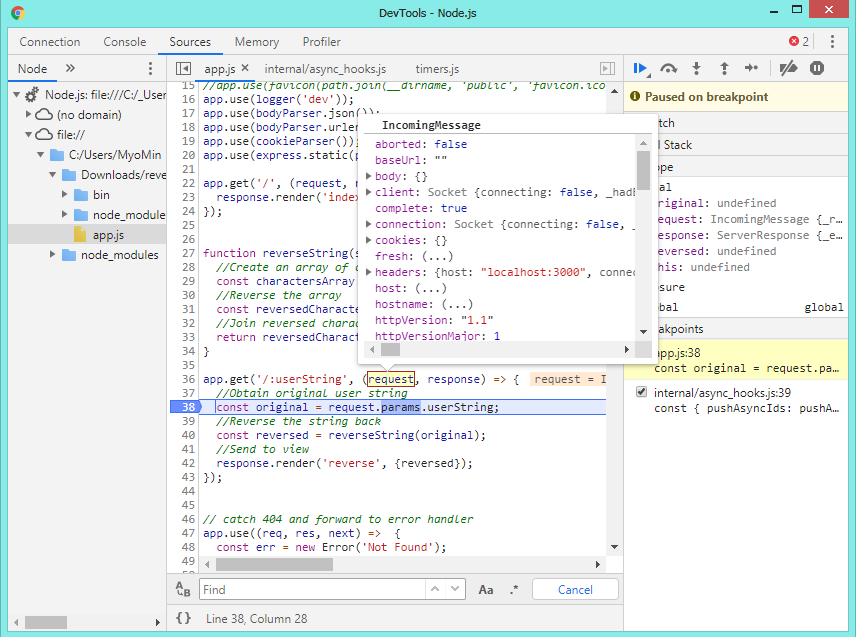 DevTools - Node.js
Connection Console Sources Memory Profiler 2
Node » app.js × internal/async_hooks.js timers.js
Node.js: file:///C:/_User
(no domain)
file://
C:/Users/MyoMin
Downloads/reve
bin
node_module
app.js
node_modules
15 //app.use(favicon(path.join(__dirname, 'public', 'favicon.ico
16 app.use(logger('dev'));
17 app.use(bodyParser.json());
18 app.use(bodyParser.urlen
19 app.use(cookieParser());
20 app.use(express.static(p
21
22 app.get('/', (request, r
23 response.render('index
24 });
25
26
27 function reverseString(s
28 //Create an array of c
29 const charactersArray
30 //Reverse the array
31 const reversedCharacte
32 //Join reversed charac
33 return reversedCharact
34 }
35
36 app.get('/:userString', (request, response) => { request = I
37 //Obtain original user string
38 const original = request.params.userString;
39 //Reverse the string back
40 const reversed = reverseString(original);
41 //Send to view
42 response.render('reverse', {reversed});
43 });
44
45
46 // catch 404 and forward to error handler
47 app.use((req, res, next) => {
48 const err = new Error('Not Found');
49
IncomingMessage
aborted: false
baseUrl: ""
body: {}
client: Socket {connecting: false, _hadE
complete: true
connection: Socket {connecting: false, _
cookies: {}
fresh: (...)
headers: {host: "localhost:3000", connec
host: (...)
hostname: (...)
httpVersion: "1.1"
httpVersionMajor: 1
Paused on breakpoint
tch
Stack
ope
al
riginal: undefined
equest: IncomingMessage {_r…
esponse: ServerResponse {_e…
eversed: undefined
his: undefined
osure
obal global
eakpoints
app.js:38
const original = request.pa…
internal/async_hooks.js:39
const { pushAsyncIds: pushA…
AB Find Aa .* Cancel
{} Line 38, Column 28